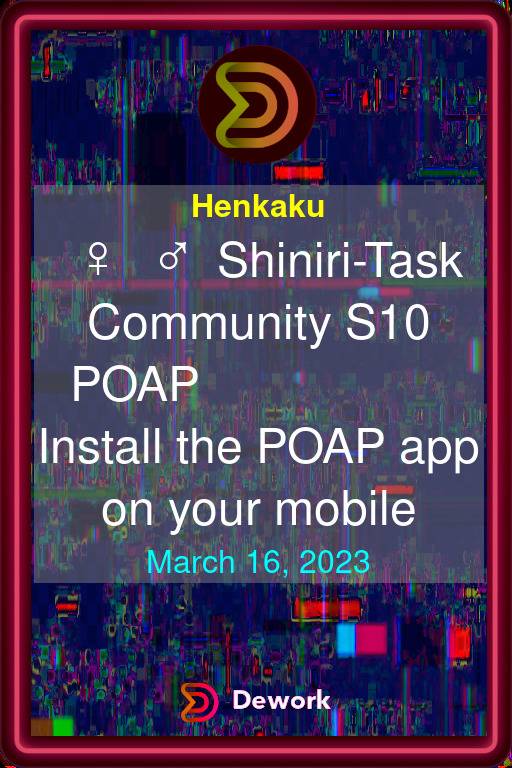 Henkaku
♀ ♂ Shiniri-Task
Community S10
POAP
Install the POAP app
on your mobile
March 16, 2023
Dework